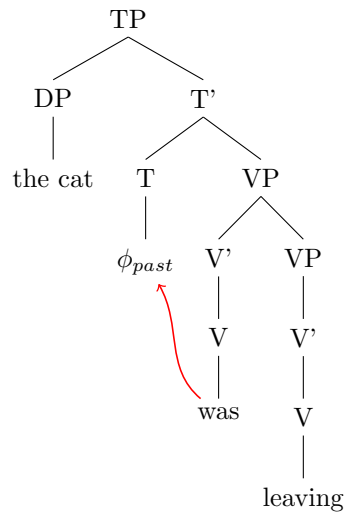 TP
DP T'
the cat T VP
ϕpast V' VP
V V'
was V
leaving